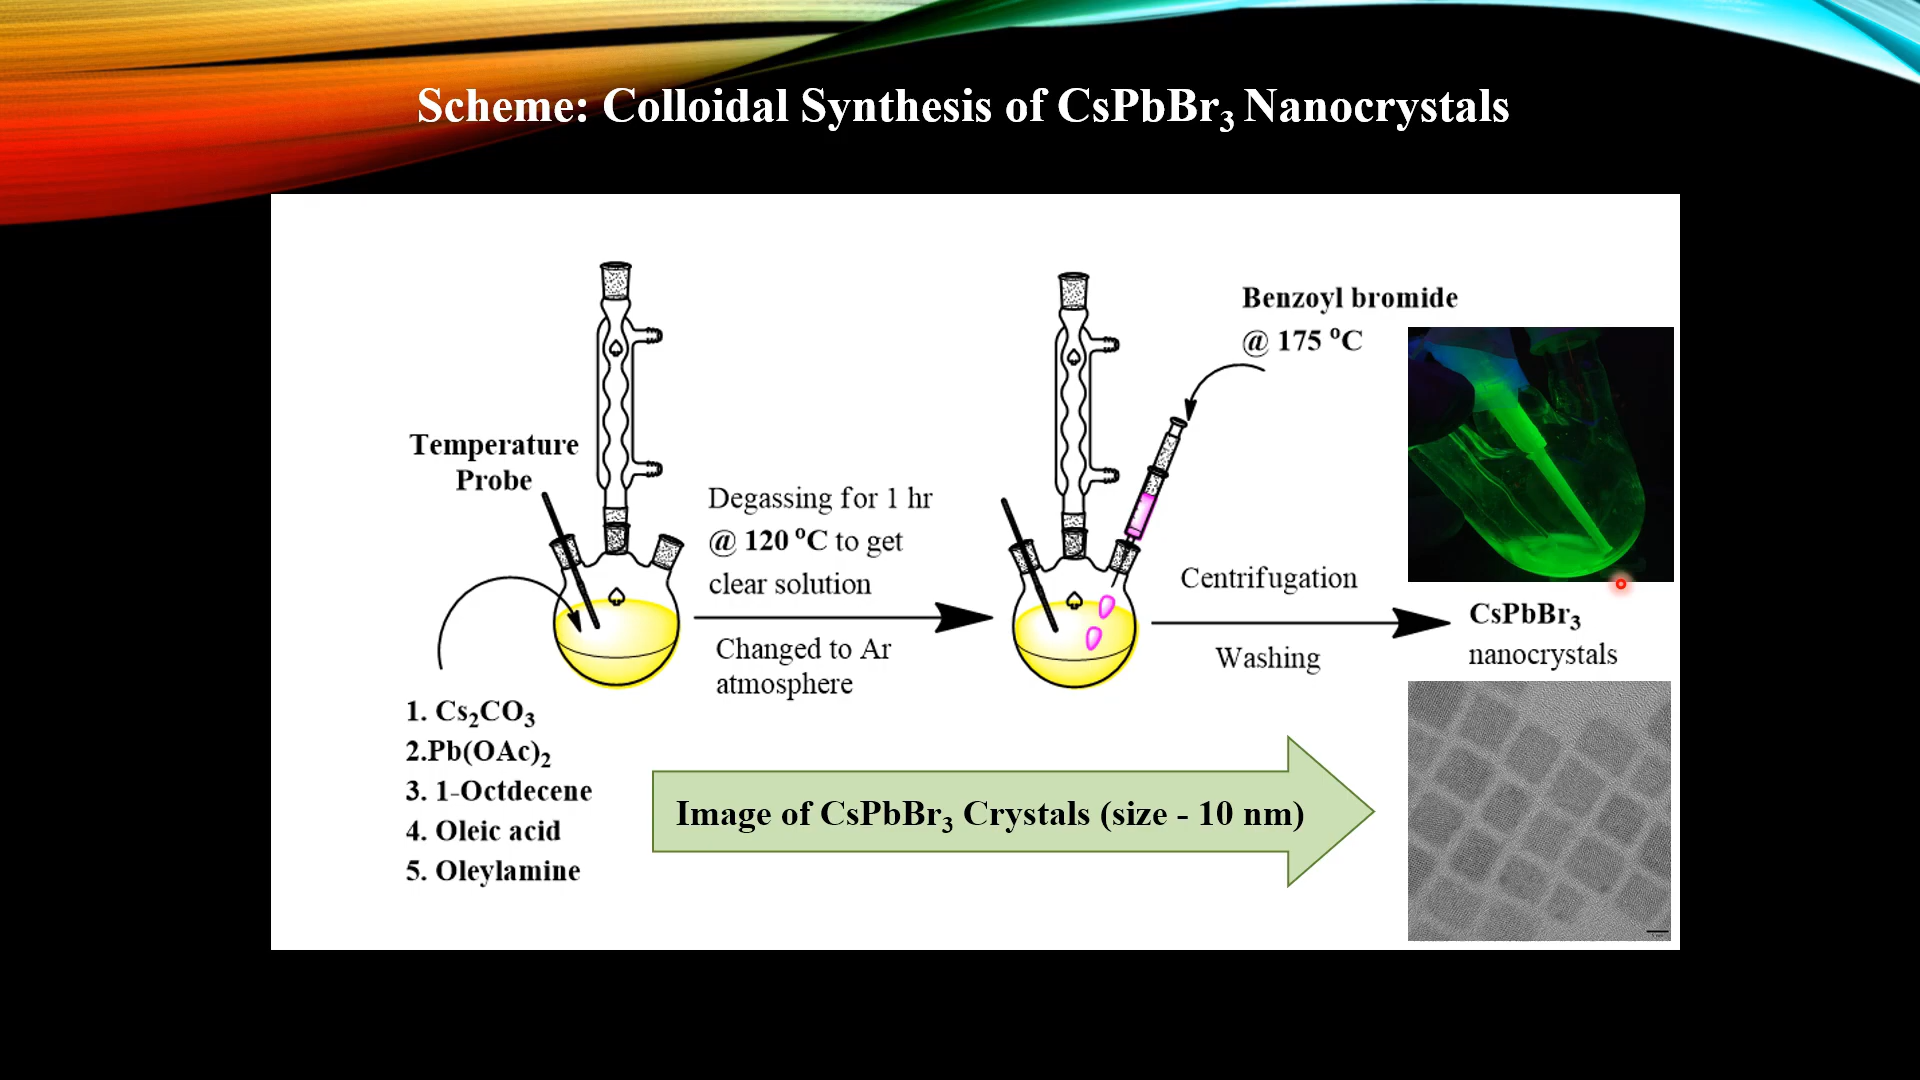 Scheme: Colloidal Synthesis of CsPbBr₃ Nanocrystals
Temperature
Probe
1. Cs₂CO₃
2.Pb(OAc)₂
3. 1-Octdecene
4. Oleic acid
5. Oleylamine
Degassing for 1 hr
@ 120 ⁰C to get
clear solution
Changed to Ar
atmosphere
Benzoyl bromide
@ 175 ⁰C
Centrifugation
Washing
CsPbBr₃
nanocrystals
Image of CsPbBr₃ Crystals (size - 10 nm)